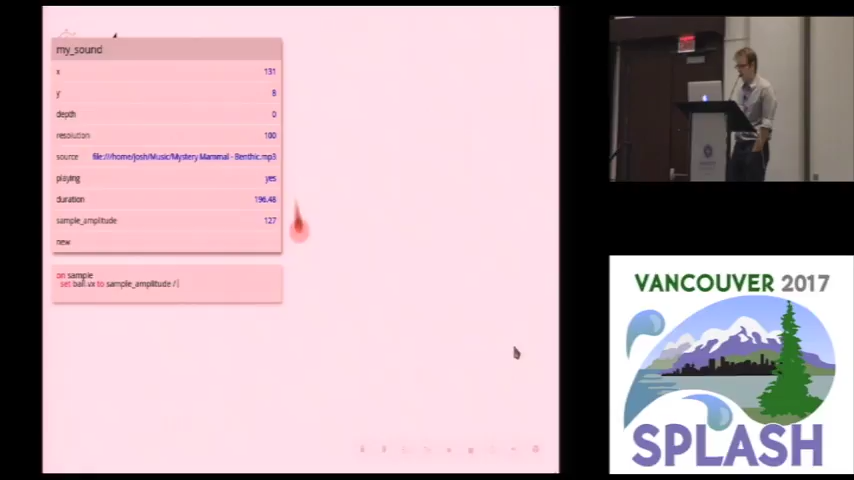 my_sound
x 131
y 8
depth 0
resolution 100
source file:///home/josh/Music/Mystery Mammal - Benthic.mp3
playing yes
duration 196.48
sample_amplitude 127
new
on sample
set ball.vx to sample_amplitude /
VANCOUVER 2017
SPLASH